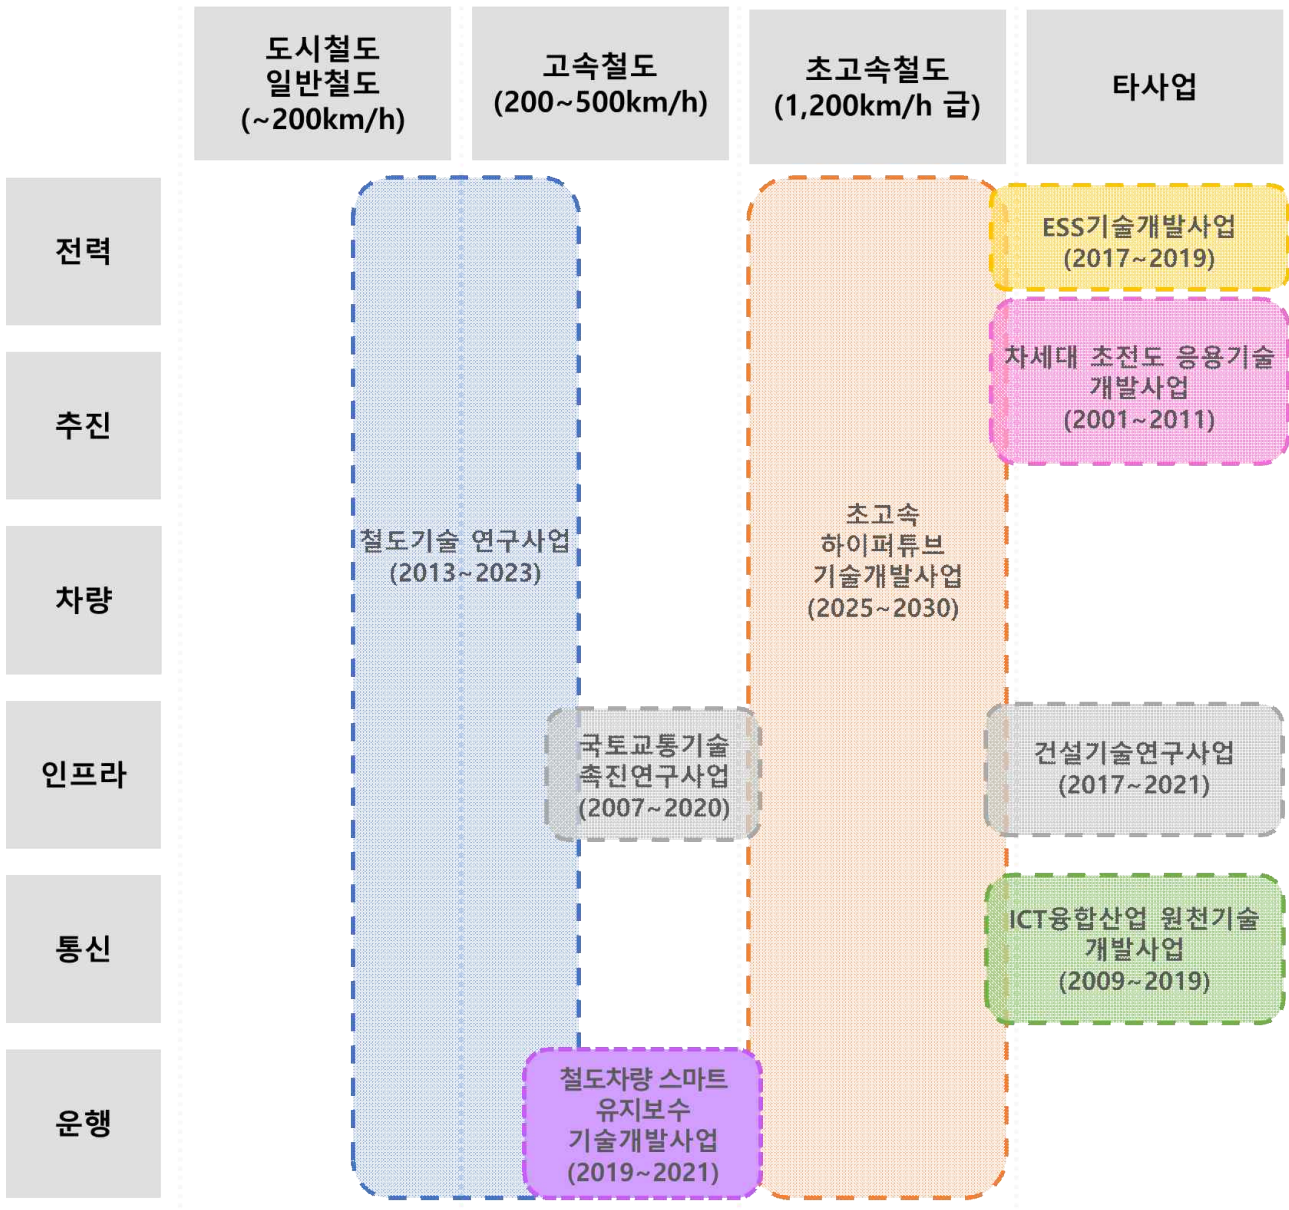 도시철도
일반철도
(~200km/h)
고속철도
(200~500km/h)
초고속철도
(1,200km/h 급)
타사업
전력
ESS기술개발사업
(2017~2019)
추진
차세대 초전도 응용기술
개발사업
(2001~2011)
차량
철도기술 연구사업
(2013~2023)
초고속
하이퍼튜브
기술개발사업
(2025~2030)
인프라
국토교통기술
촉진연구사업
(2007~2020)
건설기술연구사업
(2017~2021)
통신
ICT융합산업 원천기술
개발사업
(2009~2019)
운행
철도차량 스마트
유지보수
기술개발사업
(2019~2021)